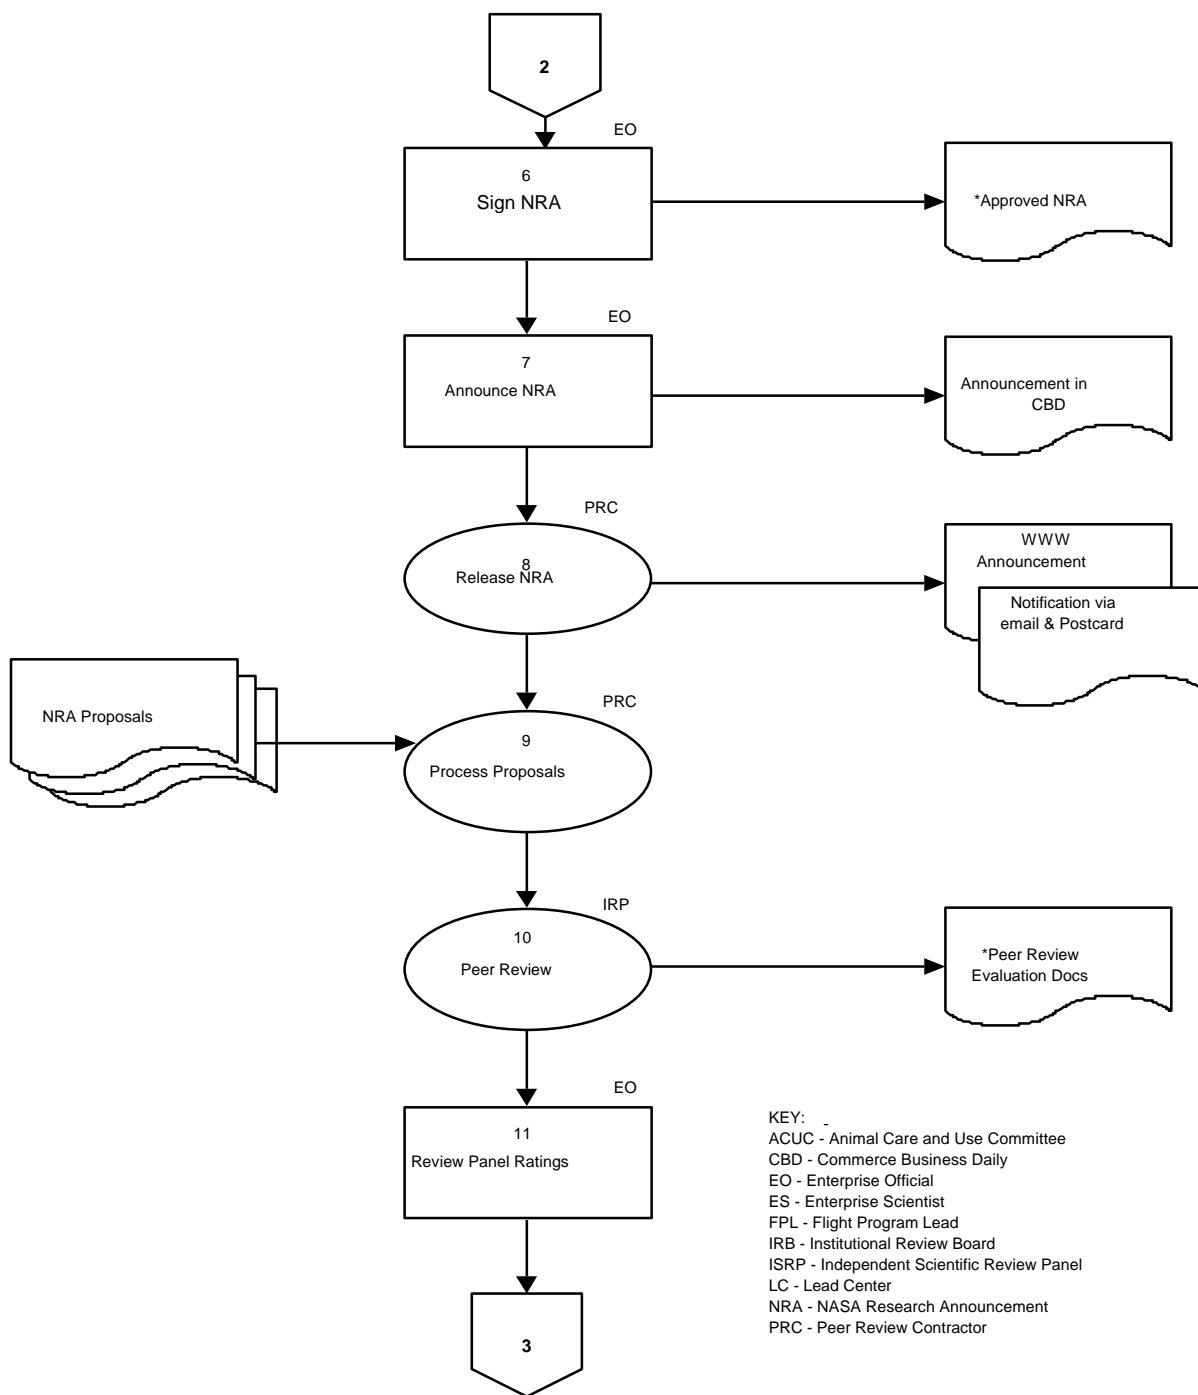 2
EO
6
Sign NRA
*Approved NRA
EO
7
Announce NRA
Announcement in
CBD
PRC
8
Release NRA
WWW
Announcement
Notification via
email & Postcard
NRA Proposals
PRC
9
Process Proposals
IRP
10
Peer Review
*Peer Review
Evaluation Docs
EO
11
Review Panel Ratings
3
KEY: _
ACUC - Animal Care and Use Committee
CBD - Commerce Business Daily
EO - Enterprise Official
ES - Enterprise Scientist
FPL - Flight Program Lead
IRB - Institutional Review Board
ISRP - Independent Scientific Review Panel
LC - Lead Center
NRA - NASA Research Announcement
PRC - Peer Review Contractor